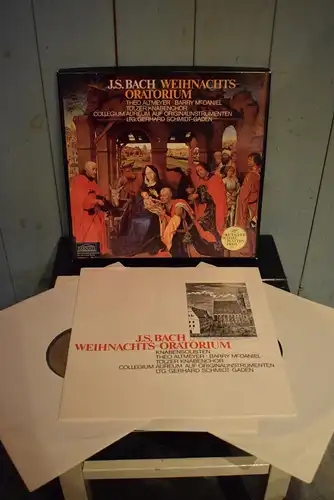 J.S. BACH WEIHNACHTS-
ORATORIUM
THEO ALTMEYER · BARRY McDANIEL
TÖLZER KNABENCHOR
COLLEGIUM AUREUM AUF ORIGINALINSTRUMENTEN
LTG. GERHARD SCHMIDT-GADEN
J.S. BACH
WEIHNACHTS-ORATORIUM
KNABENSOLISTEN
THEO ALTMEYER · BARRY McDANIEL
TÖLZER KNABENCHOR
COLLEGIUM AUREUM AUF ORIGINALINSTRUMENTEN
LTG. GERHARD SCHMIDT-GADEN